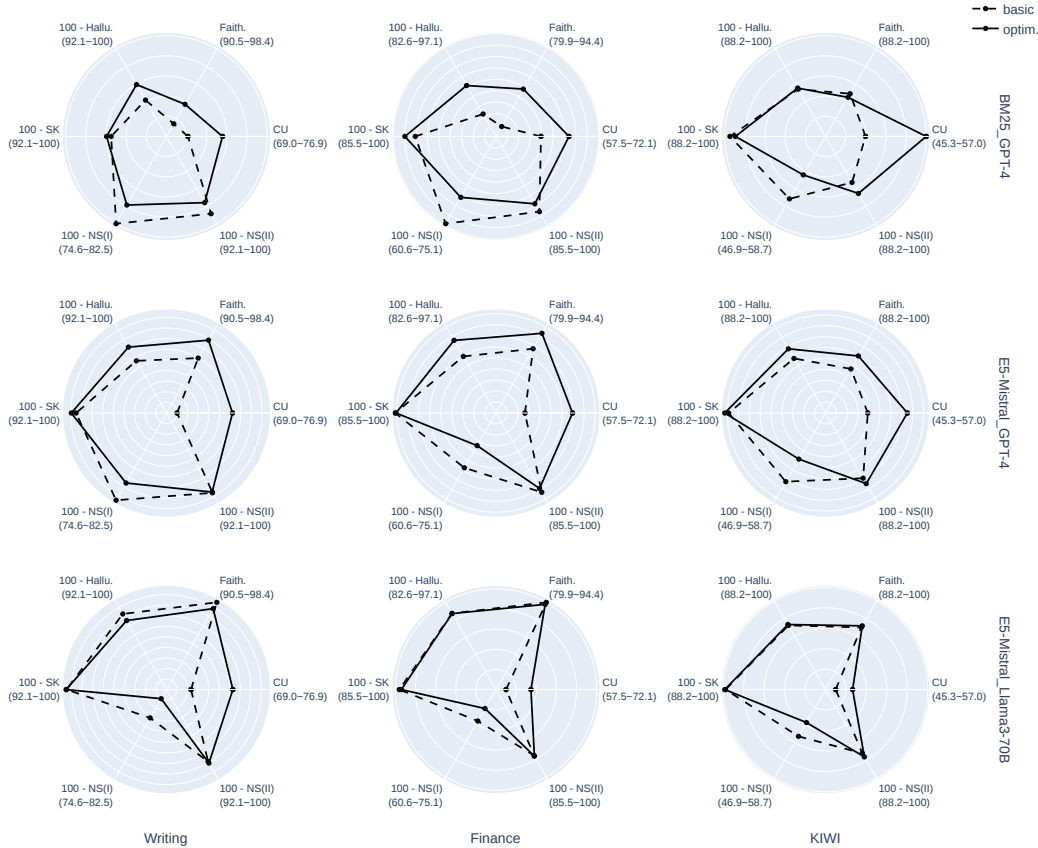 basic
optim.
100 - Hallu.
(92.1~100)
Faith.
(90.5~98.4)
100 - SK
(92.1~100)
CU
(69.0~76.9)
100 - NS(I)
(74.6~82.5)
100 - NS(II)
(92.1~100)
100 - Hallu.
(82.6~97.1)
Faith.
(79.9~94.4)
100 - SK
(85.5~100)
CU
(57.5~72.1)
100 - NS(I)
(60.6~75.1)
100 - NS(II)
(85.5~100)
100 - Hallu.
(88.2~100)
Faith.
(88.2~100)
100 - SK
(88.2~100)
CU
(45.3~57.0)
100 - NS(I)
(46.9~58.7)
100 - NS(II)
(88.2~100)
BM25_GPT-4
100 - Hallu.
(92.1~100)
Faith.
(90.5~98.4)
100 - SK
(92.1~100)
CU
(69.0~76.9)
100 - NS(I)
(74.6~82.5)
100 - NS(II)
(92.1~100)
100 - Hallu.
(82.6~97.1)
Faith.
(79.9~94.4)
100 - SK
(85.5~100)
CU
(57.5~72.1)
100 - NS(I)
(60.6~75.1)
100 - NS(II)
(85.5~100)
100 - Hallu.
(88.2~100)
Faith.
(88.2~100)
100 - SK
(88.2~100)
CU
(45.3~57.0)
100 - NS(I)
(46.9~58.7)
100 - NS(II)
(88.2~100)
E5-Mistral_GPT-4
100 - Hallu.
(92.1~100)
Faith.
(90.5~98.4)
100 - SK
(92.1~100)
CU
(69.0~76.9)
100 - NS(I)
(74.6~82.5)
100 - NS(II)
(92.1~100)
100 - Hallu.
(82.6~97.1)
Faith.
(79.9~94.4)
100 - SK
(85.5~100)
CU
(57.5~72.1)
100 - NS(I)
(60.6~75.1)
100 - NS(II)
(85.5~100)
100 - Hallu.
(88.2~100)
Faith.
(88.2~100)
100 - SK
(88.2~100)
CU
(45.3~57.0)
100 - NS(I)
(46.9~58.7)
100 - NS(II)
(88.2~100)
E5-Mistral_Llama3-70B
Writing
Finance
KIWI